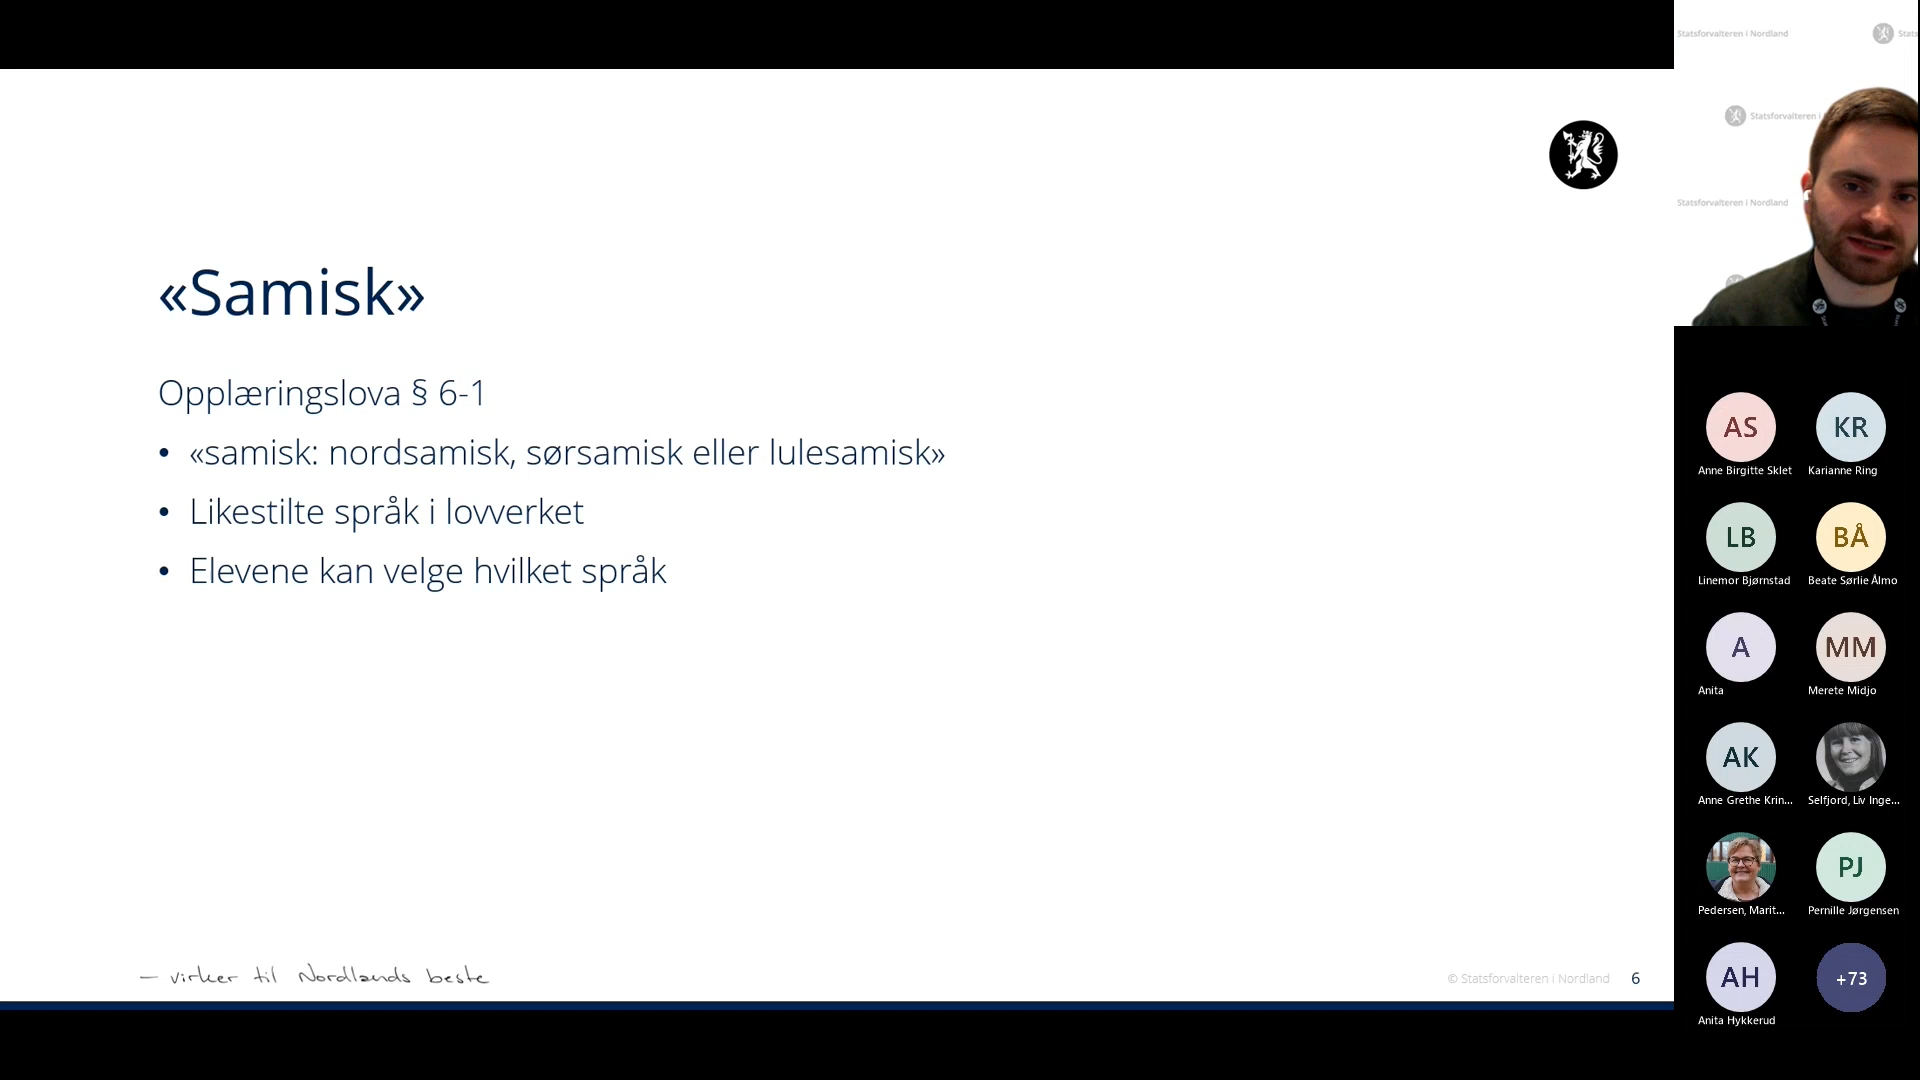 «Samisk»
Opplæringslova § 6-1
• «samisk: nordsamisk, sørsamisk eller lulesamisk»
• Likestilte språk i lovverket
• Elevene kan velge hvilket språk
– virker til Nordlands beste
© Statsforvalteren i Nordland 6
Statsforvalteren i Nordland
Stats
Statsforvalteren i
Statsforvalteren i Nordland
AS KR
Anne Birgitte Sklet Karianne Ring
LB BÅ
Linemor Bjørnstad Beate Sørlie Ålmo
A MM
Anita Merete Midjo
AK
Anne Grethe Krin... Selfjord, Liv Inge...
PJ
Pedersen, Marit... Pernille Jørgensen
AH +73
Anita Hykkerud